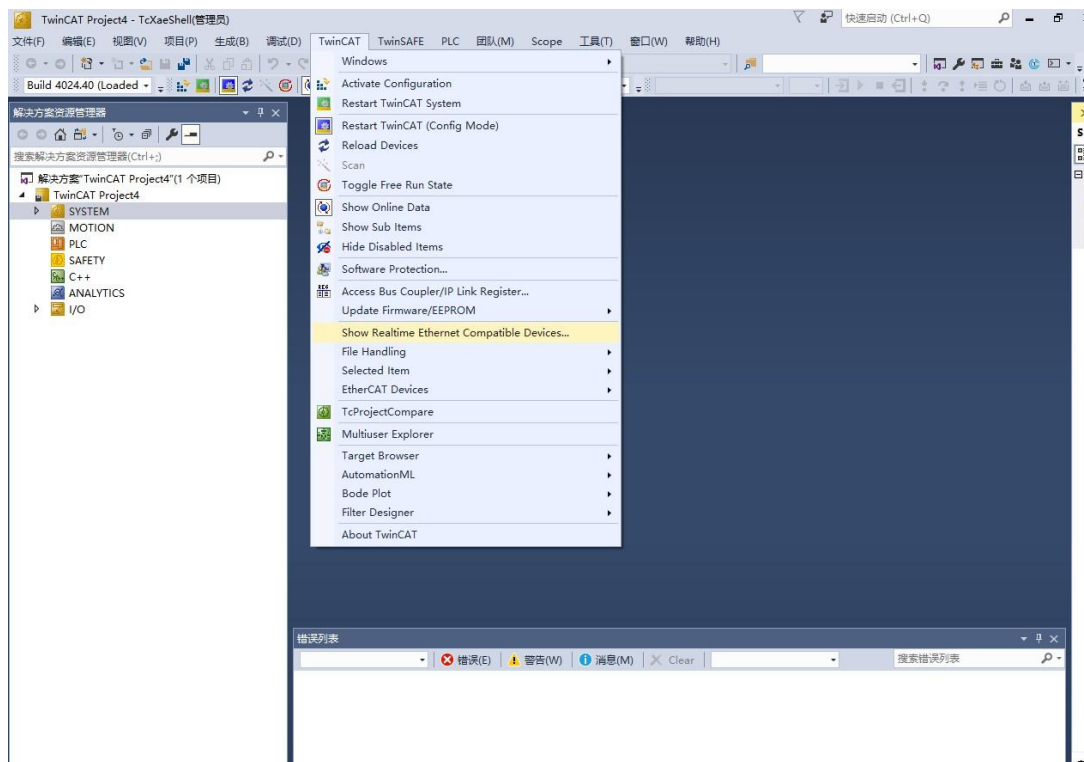 TwinCAT Project4 - TcXaeShell(管理员)
快速启动 (Ctrl+Q)
文件(F) 编辑(E) 视图(V) 项目(P) 生成(B) 调试(D) TwinCAT TwinSAFE PLC 团队(M) Scope 工具(T) 窗口(W) 帮助(H)
Build 4024.40 (Loaded
Windows
Activate Configuration
Restart TwinCAT System
Restart TwinCAT (Config Mode)
Reload Devices
Scan
Toggle Free Run State
Show Online Data
Show Sub Items
Hide Disabled Items
Software Protection...
Access Bus Coupler/IP Link Register...
Update Firmware/EEPROM
Show Realtime Ethernet Compatible Devices...
File Handling
Selected Item
EtherCAT Devices
TcProjectCompare
Multiuser Explorer
Target Browser
AutomationML
Bode Plot
Filter Designer
About TwinCAT
解决方案资源管理器
搜索解决方案资源管理器(Ctrl+;)
解决方案"TwinCAT Project4"(1 个项目)
TwinCAT Project4
SYSTEM
MOTION
PLC
SAFETY
C++
ANALYTICS
I/O
错误列表
错误(E) 警告(W) 消息(M) Clear 搜索错误列表